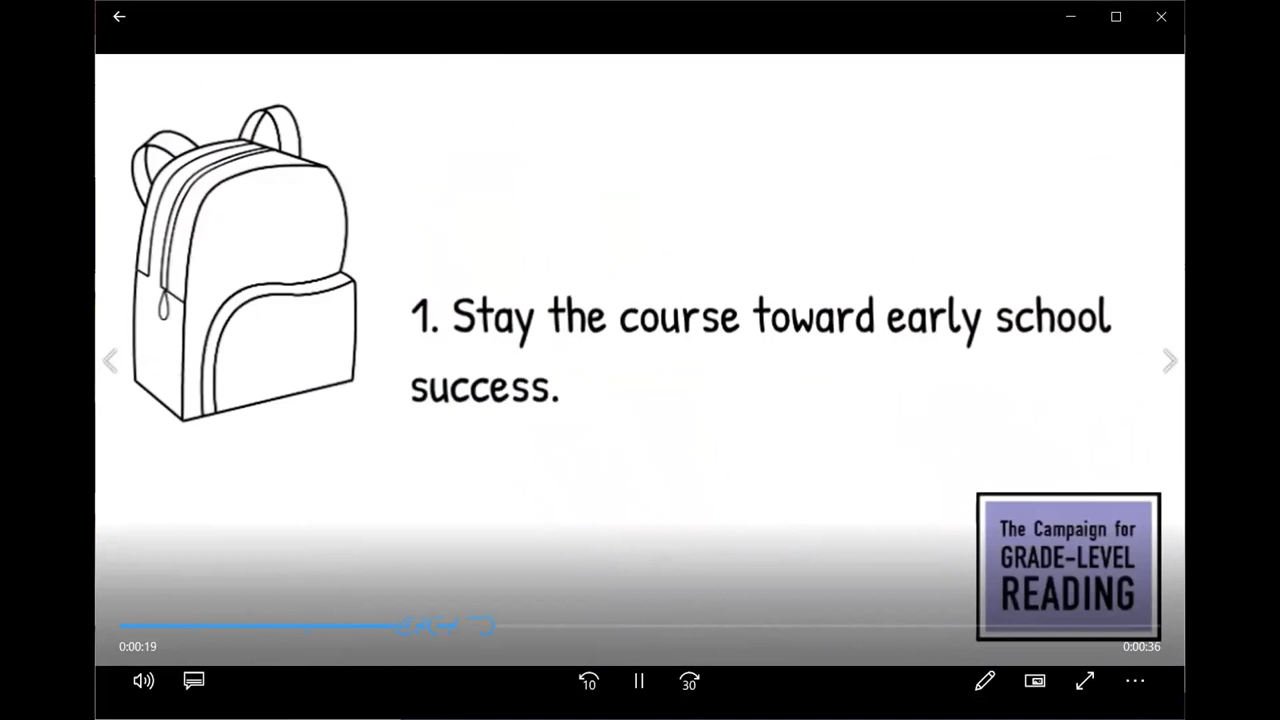 1. Stay the course toward early school
success.
The Campaign for
GRADE-LEVEL
READING
0:00:19
0:00:36
10
30